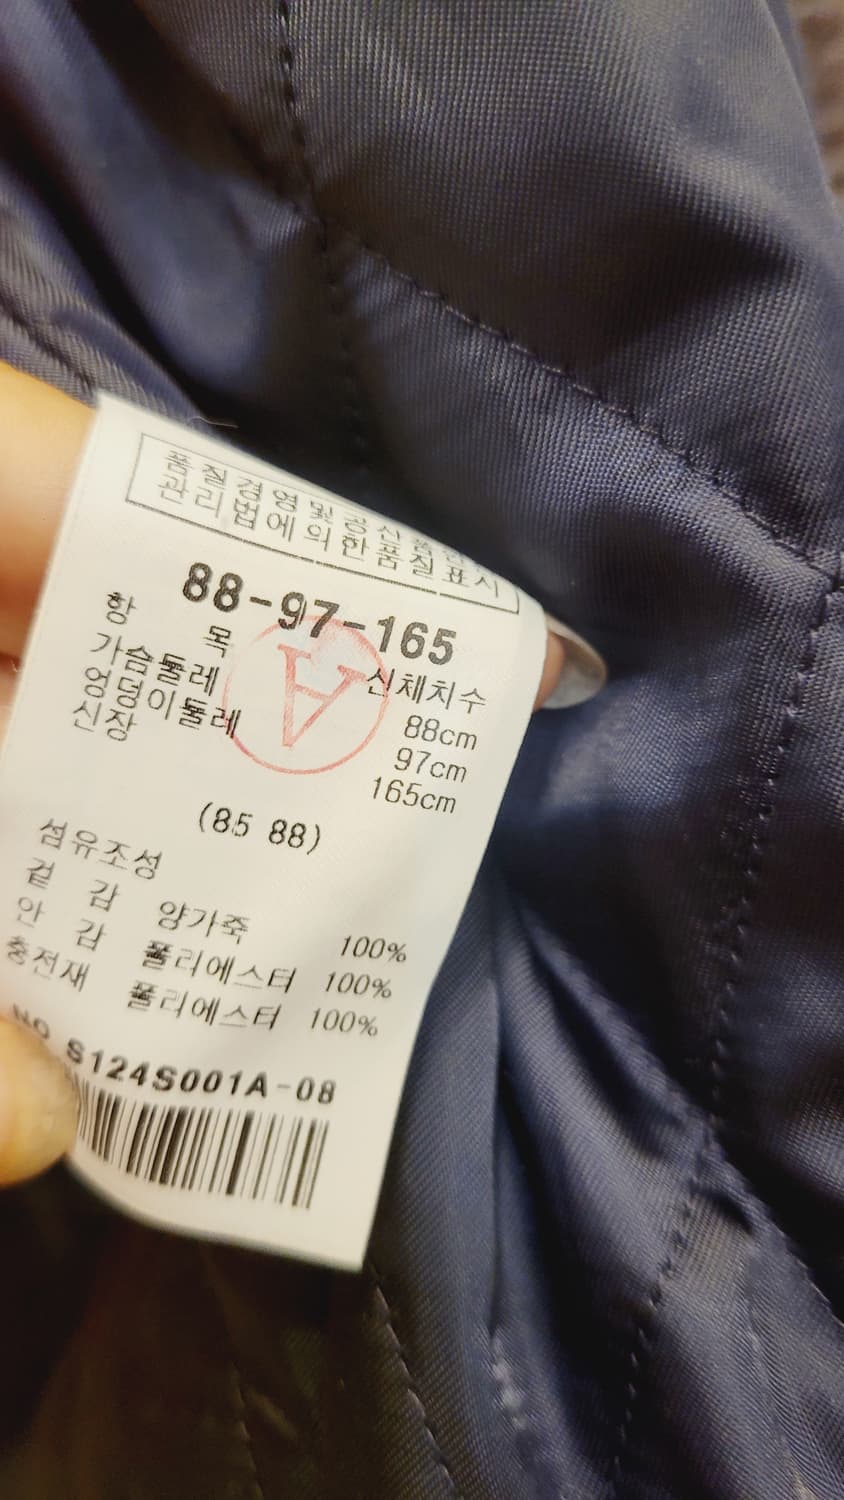 품질경영 및 공산품안전
관리법에 의한 품질표시
88-97-165
항 목 신체치수
가슴둘레 88cm
엉덩이둘레 97cm
신장 165cm
A
(85 88)
섬유조성
겉 감 양가죽 100%
안 감 폴리에스터 100%
충전재 폴리에스터 100%
NO S124S001A-08